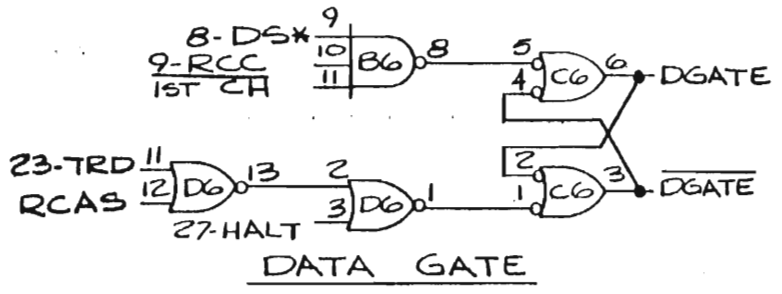 9
8-DS*
10
9-RCC
11
1ST CH
B6
8
5
4
C6
6
DGATE
23-TRD
11
12
RCAS
D6
13
2
3
27-HALT
D6
1
2
1
C6
3
DGATE
DATA GATE